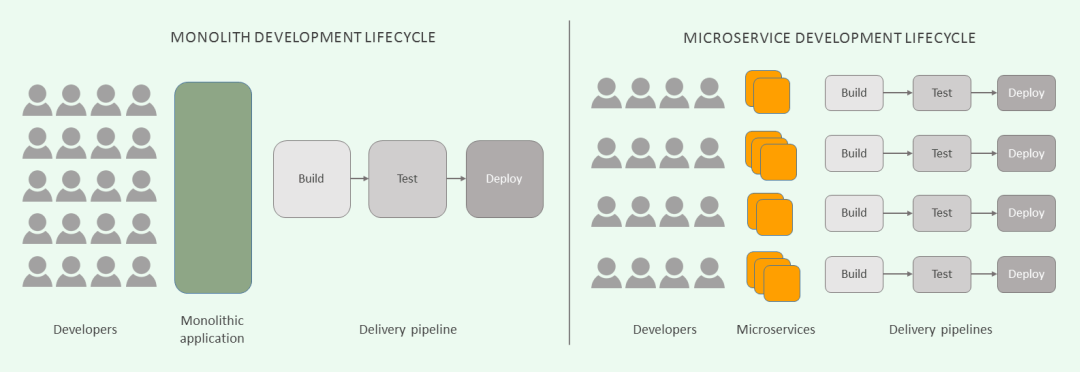 MONOLITH DEVELOPMENT LIFECYCLE
Build
Test
Deploy
Developers
Monolithic
application
Delivery pipeline
MICROSERVICE DEVELOPMENT LIFECYCLE
Build
Test
Deploy
Build
Test
Deploy
Build
Test
Deploy
Build
Test
Deploy
Developers
Microservices
Delivery pipelines